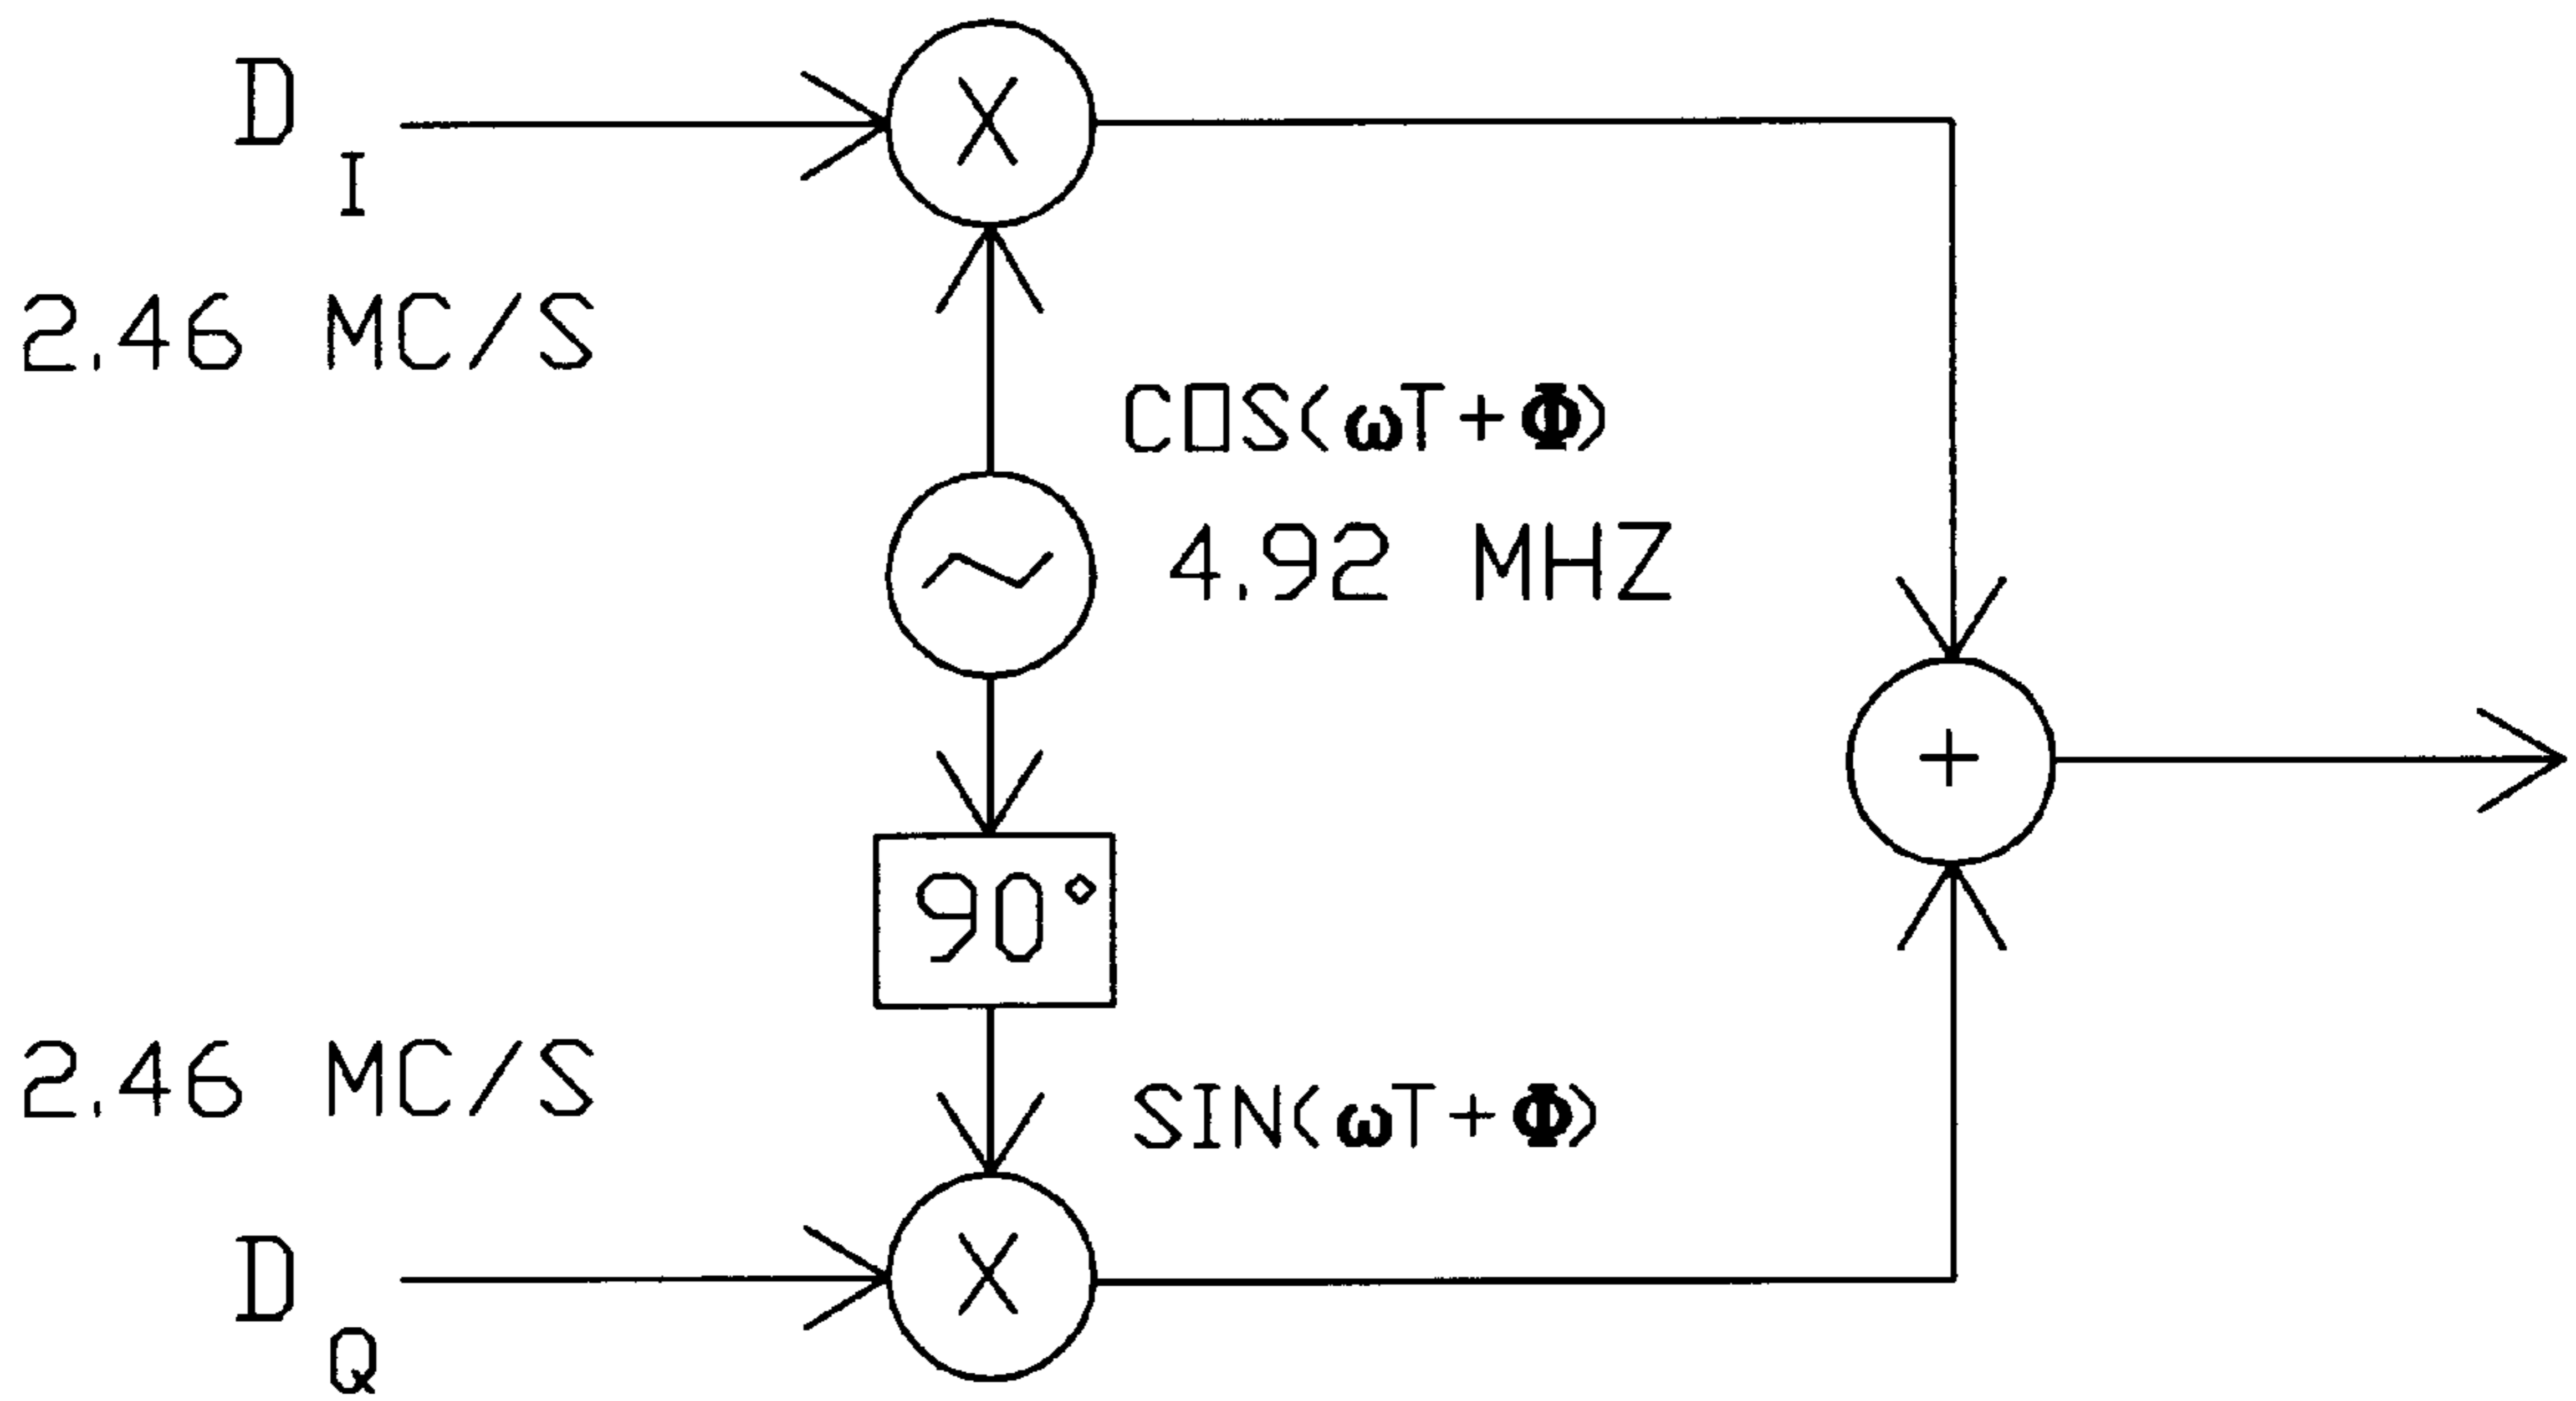 D I
X
2.46 MC/S
COS(ωT+Φ)
4.92 MHZ
+
90°
2.46 MC/S
SIN(ωT+Φ)
D Q
X